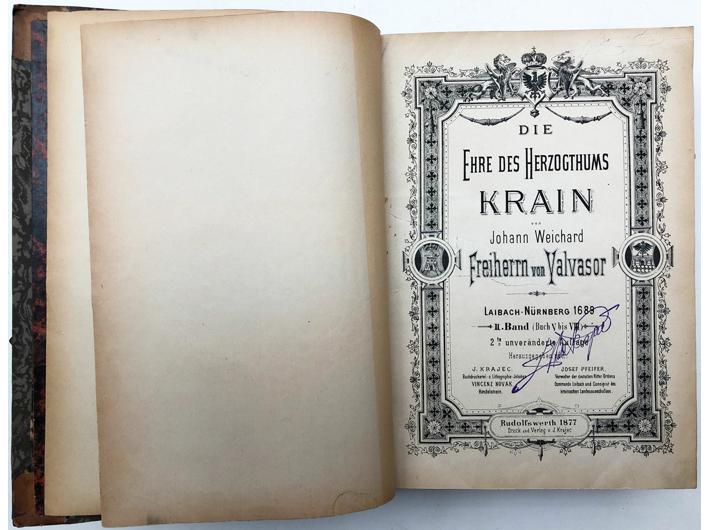 DIE
EHRE DES HERZOGTHUMS
KRAIN
von
Johann Weichard
Freiherrn von Valvasor
LAIBACH-NÜRNBERG 1689
II. BAND (Buch V bis VIII)
2te unveränderte Auflage
Herausgegeben von:
J. KRAJEC. JOSEF PFEIFER.
Buchdruckerei- & Lithographie-Inhaber. Verwalter der deutschen Ritter-Ordens
VINCENZ NOVAK. Commende Laibach und Concipist des
Handelsmann. krainischen Landesausschusses.
Rudolfswerth 1877
Druck und Verlag v. J. Krajec